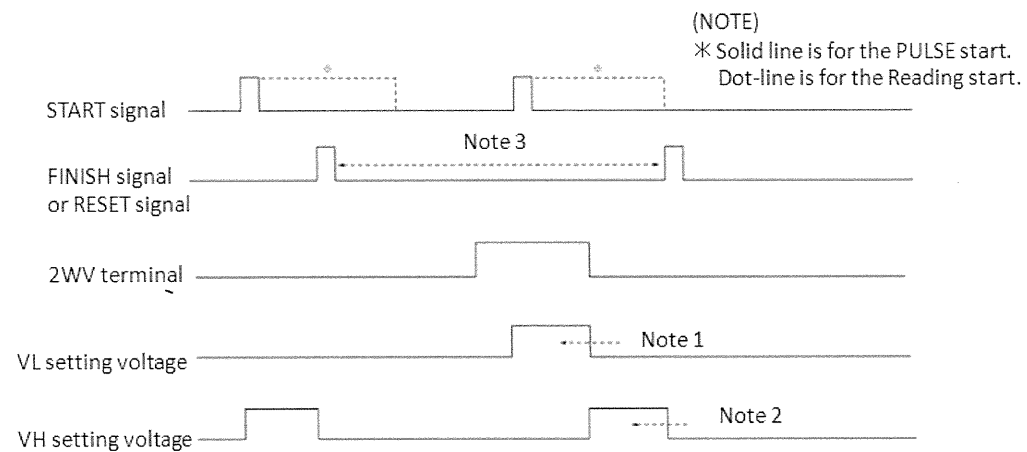 (NOTE)
※ Solid line is for the PULSE start.
Dot-line is for the Reading start.
※
※
START signal
Note 3
FINISH signal
or RESET signal
2WV terminal
Note 1
VL setting voltage
Note 2
VH setting voltage